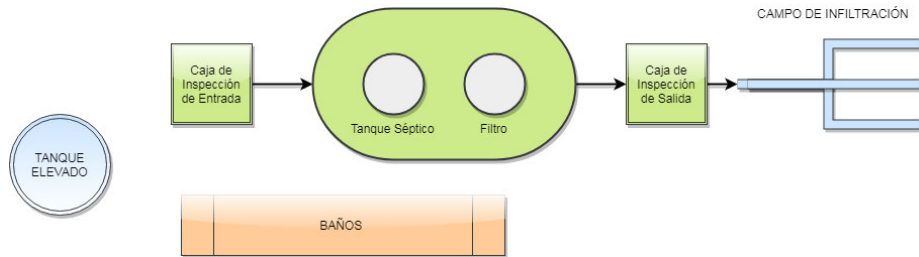 CAMPO DE INFILTRACIÓN
Caja de
Inspección
de Entrada
Tanque Séptico
Filtro
Caja de
Inspección
de Salida
TANQUE
ELEVADO
BAÑOS